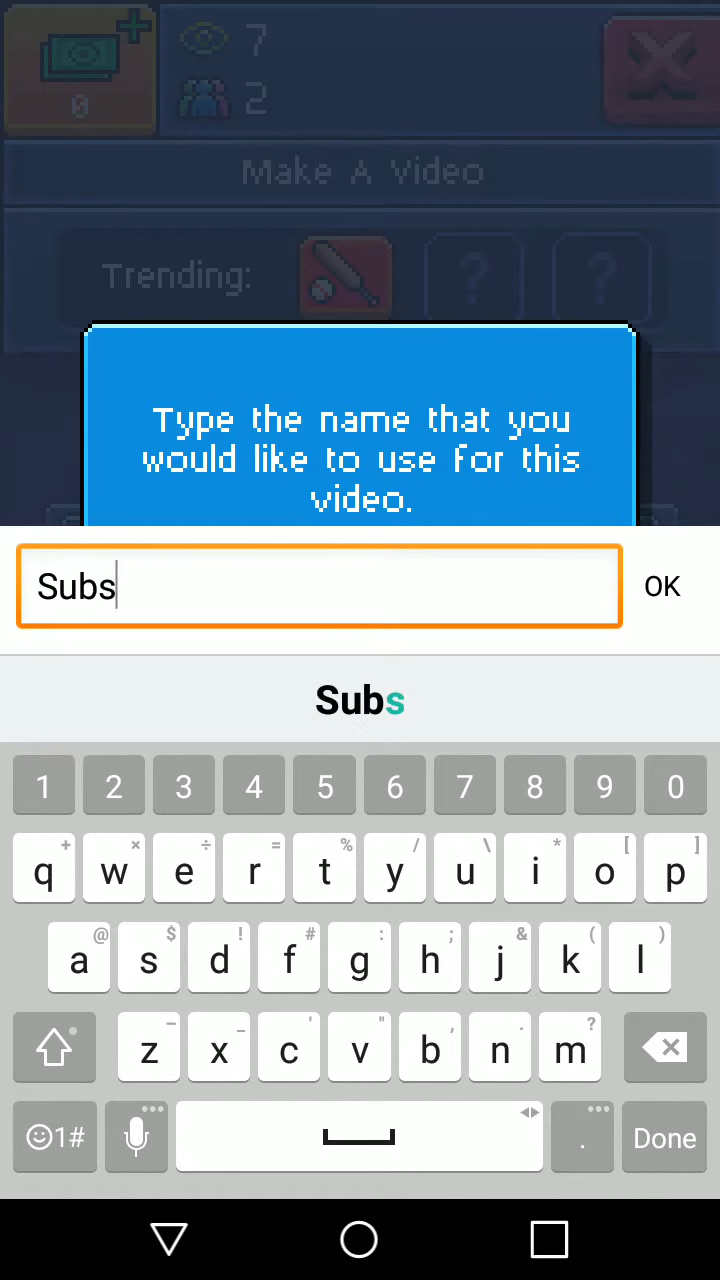 7
0
2
Make A Video
Trending:
? ?
Type the name that you
would like to use for this
video.
Subs
OK
Subs
1 2 3 4 5 6 7 8 9 0
+ × ÷ = % / \ * [ ]
q w e r t y u i o p
@ $ ! # : ; & ( )
a s d f g h j k l
- _ ' " , . ?
z x c v b n m
1# . Done